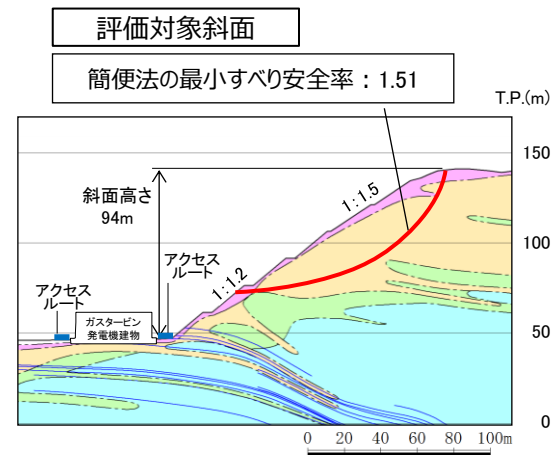 評価対象斜面
簡便法の最小すべり安全率：1.51
T.P.(m)
150
斜面高さ
94m
1：1.5
アクセス
ルート
100
1：1.2
アクセス
ルート
ガスタービン
発電機建物
50
0
0 20 40 60 80 100m